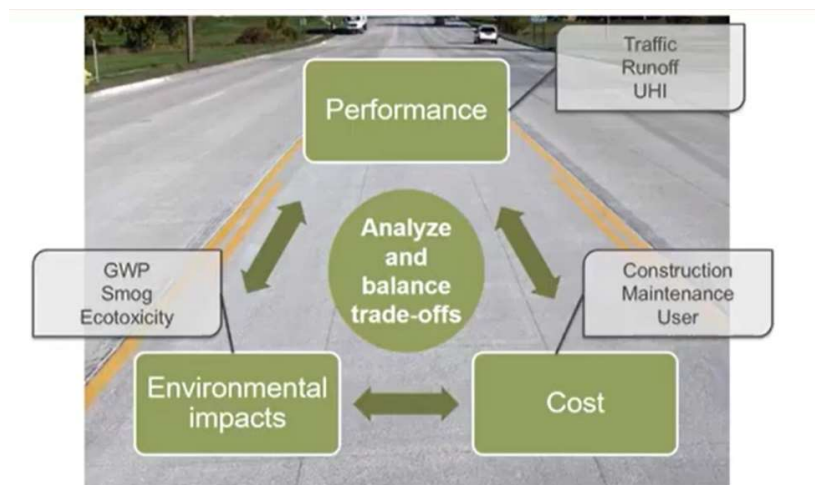 Traffic
Runoff
UHI
Performance
Analyze
and
balance
trade-offs
GWP
Smog
Ecotoxicity
Construction
Maintenance
User
Environmental
impacts
Cost